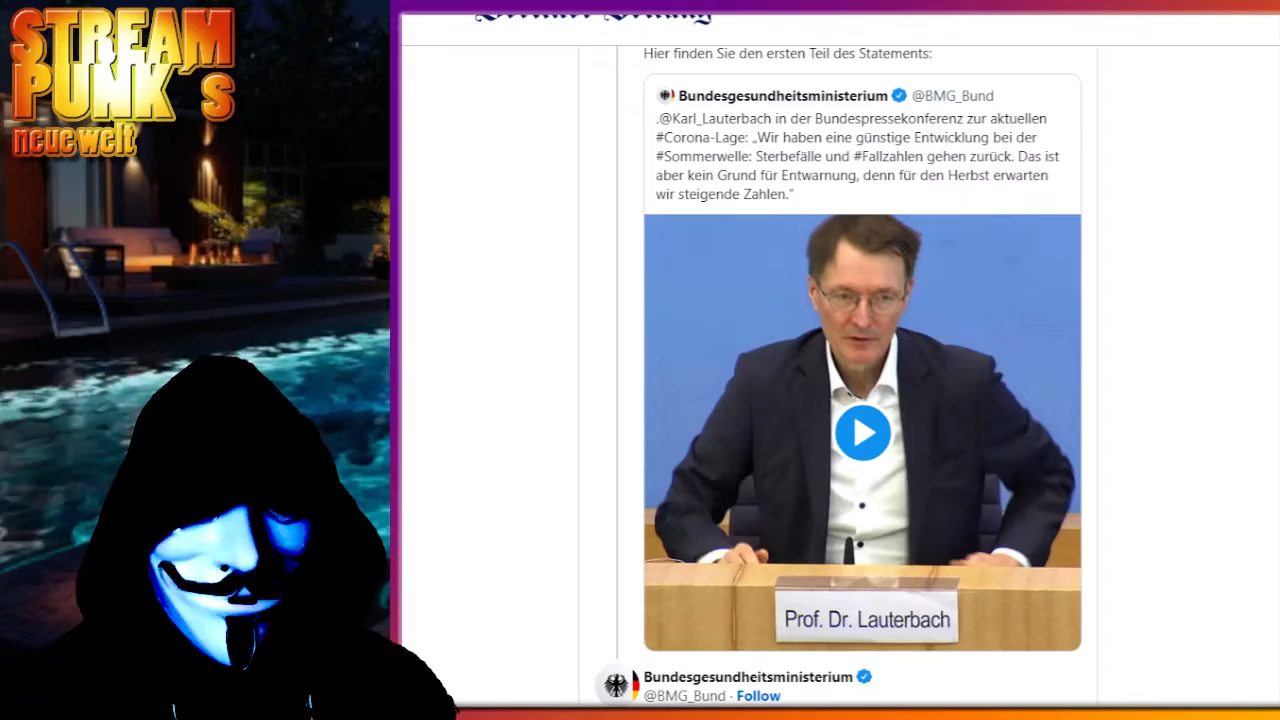 STREAM
PUNK´s
neue welt
Berliner Zeitung
Hier finden Sie den ersten Teil des Statements:
Bundesgesundheitsministerium @BMG_Bund
.@Karl_Lauterbach in der Bundespressekonferenz zur aktuellen
#Corona-Lage: „Wir haben eine günstige Entwicklung bei der
#Sommerwelle: Sterbefälle und #Fallzahlen gehen zurück. Das ist
aber kein Grund für Entwarnung, denn für den Herbst erwarten
wir steigende Zahlen.“
Prof. Dr. Lauterbach
Bundesgesundheitsministerium
@BMG_Bund · Follow